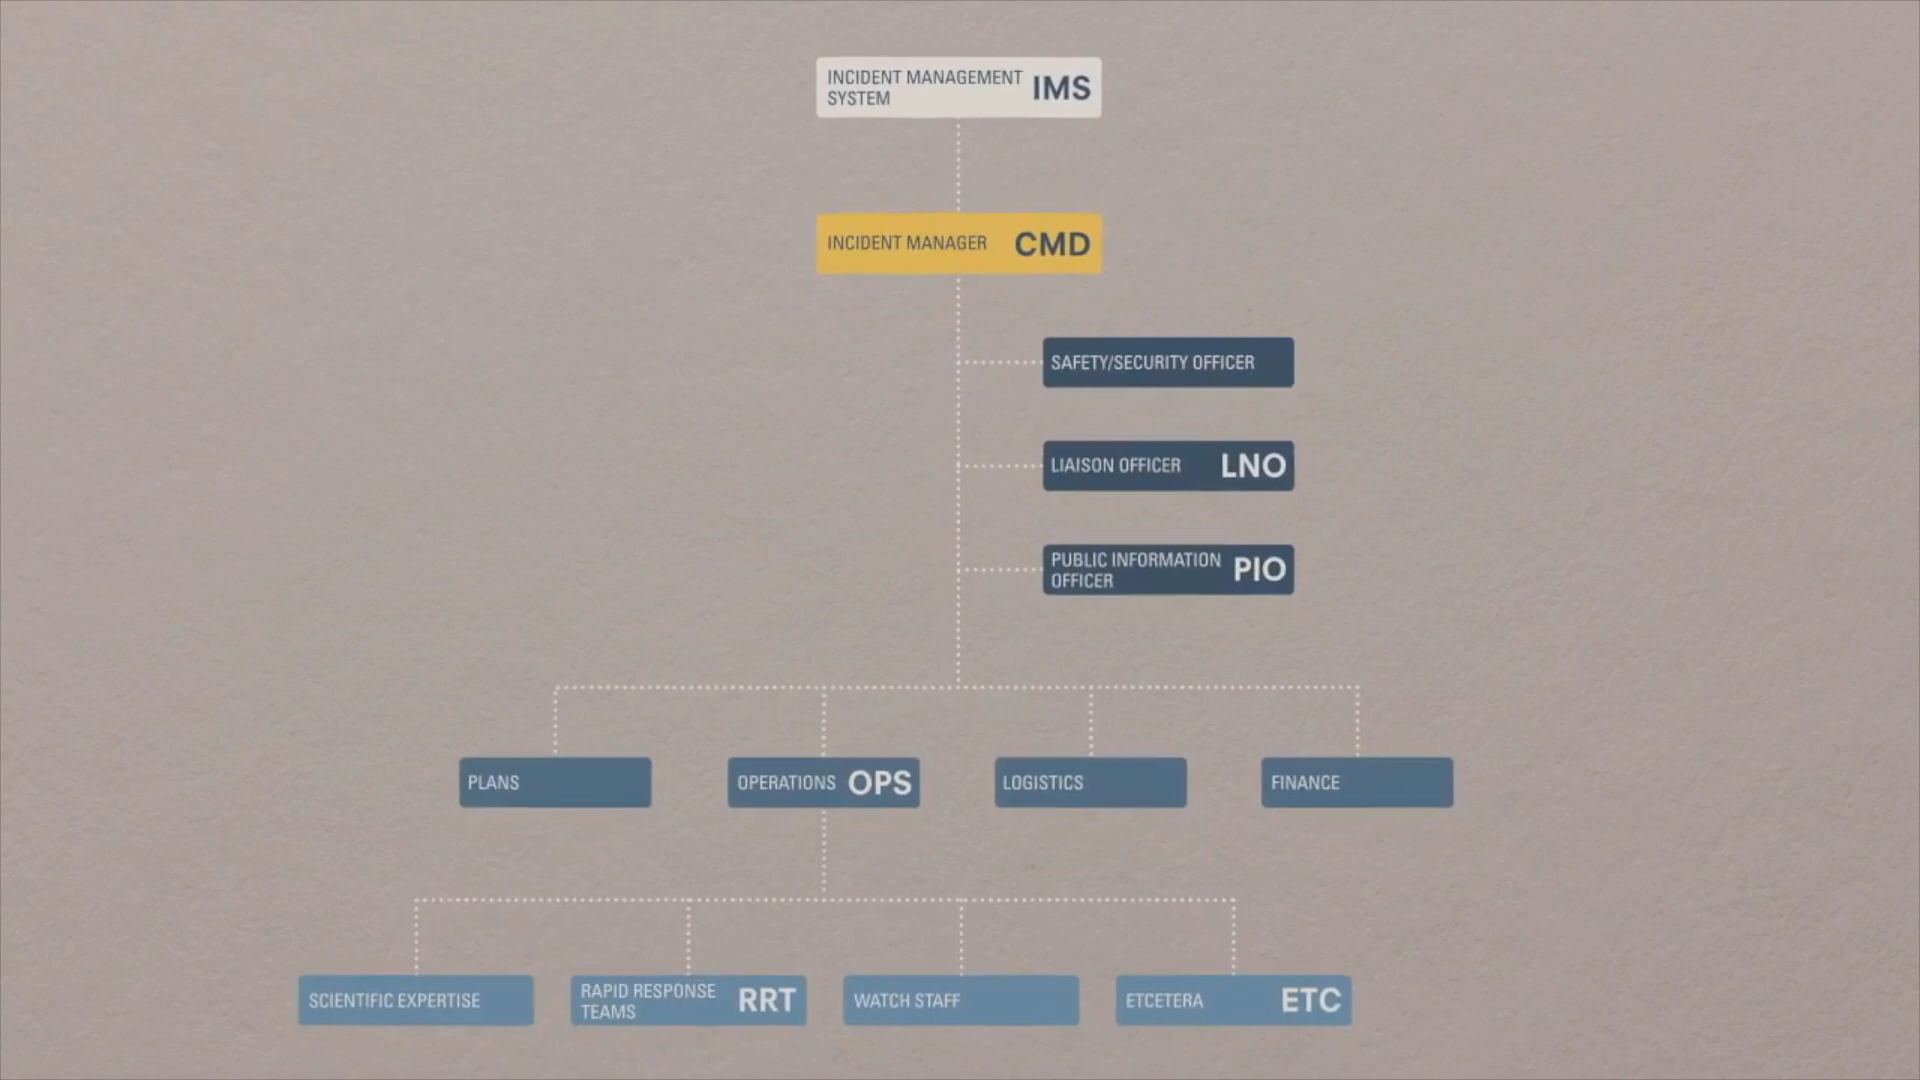 INCIDENT MANAGEMENT
SYSTEM
IMS
INCIDENT MANAGER CMD
SAFETY/SECURITY OFFICER
LIAISON OFFICER LNO
PUBLIC INFORMATION
OFFICER
PIO
PLANS
OPERATIONS OPS
LOGISTICS
FINANCE
SCIENTIFIC EXPERTISE
RAPID RESPONSE
TEAMS
RRT
WATCH STAFF
ETCETERA ETC